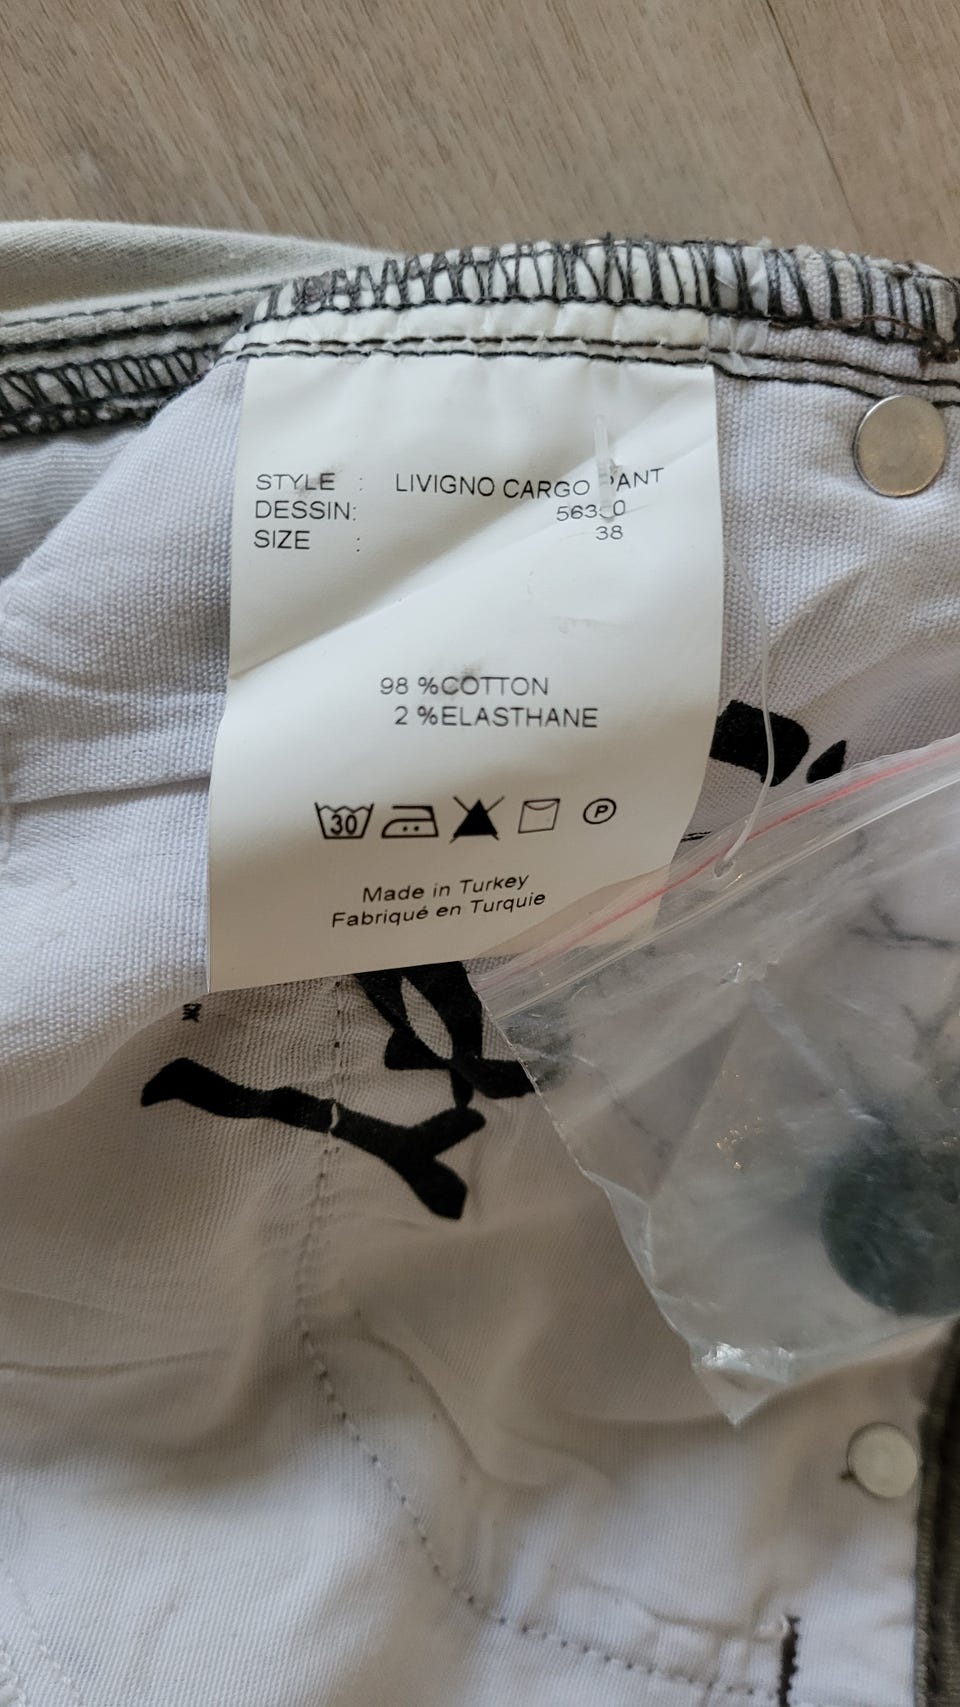 STYLE : LIVIGNO CARGO PANT
DESSIN:
SIZE : 38
98 %COTTON
2 %ELASTHANE
30
P
Made in Turkey
Fabriqué en Turquie